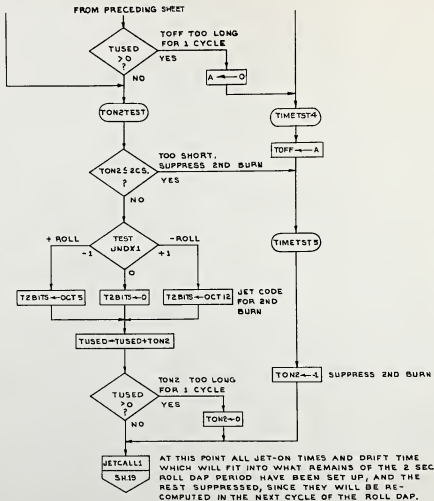 FROM PRECEDING SHEET
TUSED
>0
?
TOFF TOO LONG
FOR 1 CYCLE
YES
NO
A ← 0
TON2TEST
TIMETST4
TOFF ← A
TON2 ≤ 2CS.
?
TOO SHORT,
SUPPRESS 2ND BURN
YES
NO
TEST
JNDX1
+ ROLL
-1
-ROLL
+1
0
TIMETST5
T2BITS←OCT 5
T2BITS←0
T2BITS←OCT12
JET CODE
FOR 2ND
BURN
TUSED←TUSED+TON2
TUSED
>0
?
TON2 TOO LONG
FOR 1 CYCLE
YES
NO
TON2←0
TON2←-1
SUPPRESS 2ND BURN
JETCALL1
SH.19
AT THIS POINT ALL JET-ON TIMES AND DRIFT TIME
WHICH WILL FIT INTO WHAT REMAINS OF THE 2 SEC
ROLL DAP PERIOD HAVE BEEN SET UP, AND THE
REST SUPPRESSED, SINCE THEY WILL BE RE-
COMPUTED IN THE NEXT CYCLE OF THE ROLL DAP.